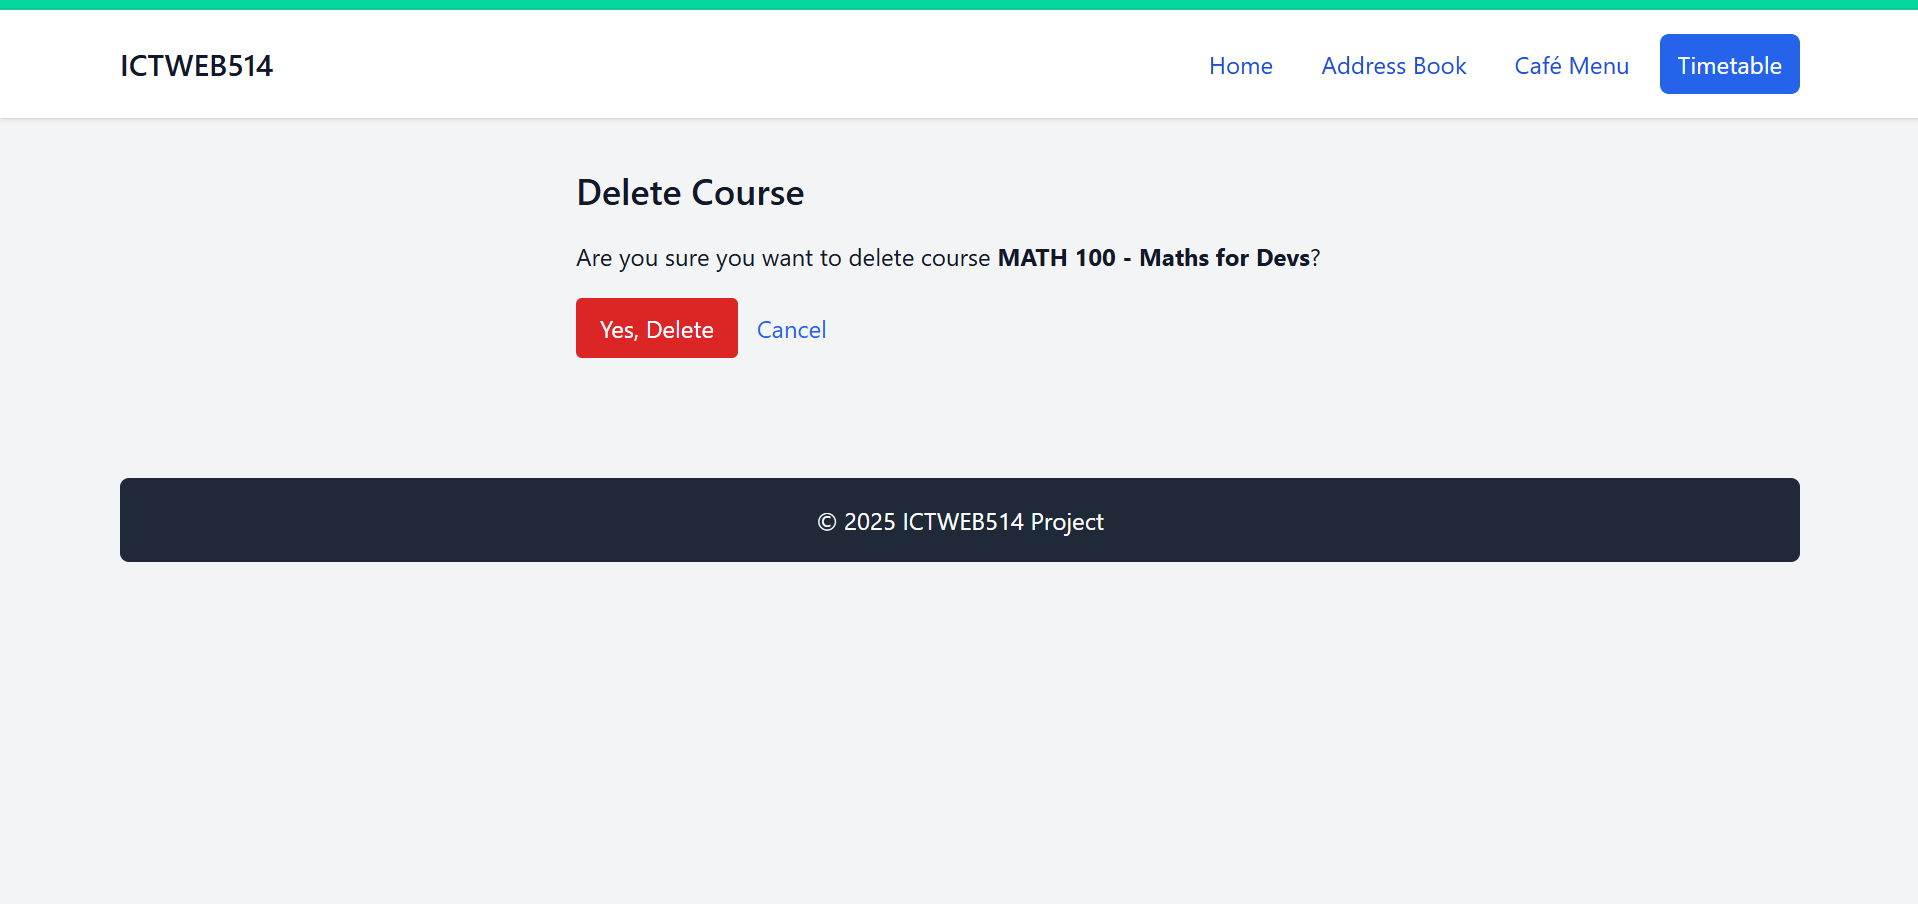 ICTWEB514 Home Address Book Café Menu Timetable
Delete Course
Are you sure you want to delete course MATH 100 - Maths for Devs?
Yes, Delete Cancel
© 2025 ICTWEB514 Project